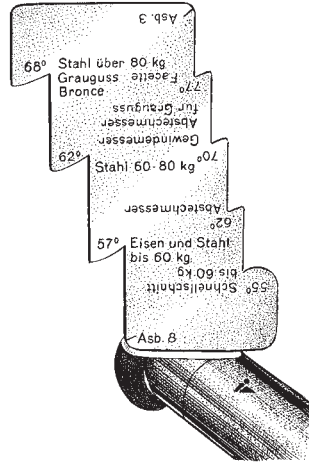 Asb. 3
68° Stahl über 80 kg
Grauguss
Bronce
Facette
77°
Abstechmesser
für Grauguss
Gewindemesser
70°
62° Stahl 60-80 kg
Abstechmesser
62°
57° Eisen und Stahl
bis 60 kg
Schnellschnitt
bis 60 kg
55°
Asb. 8